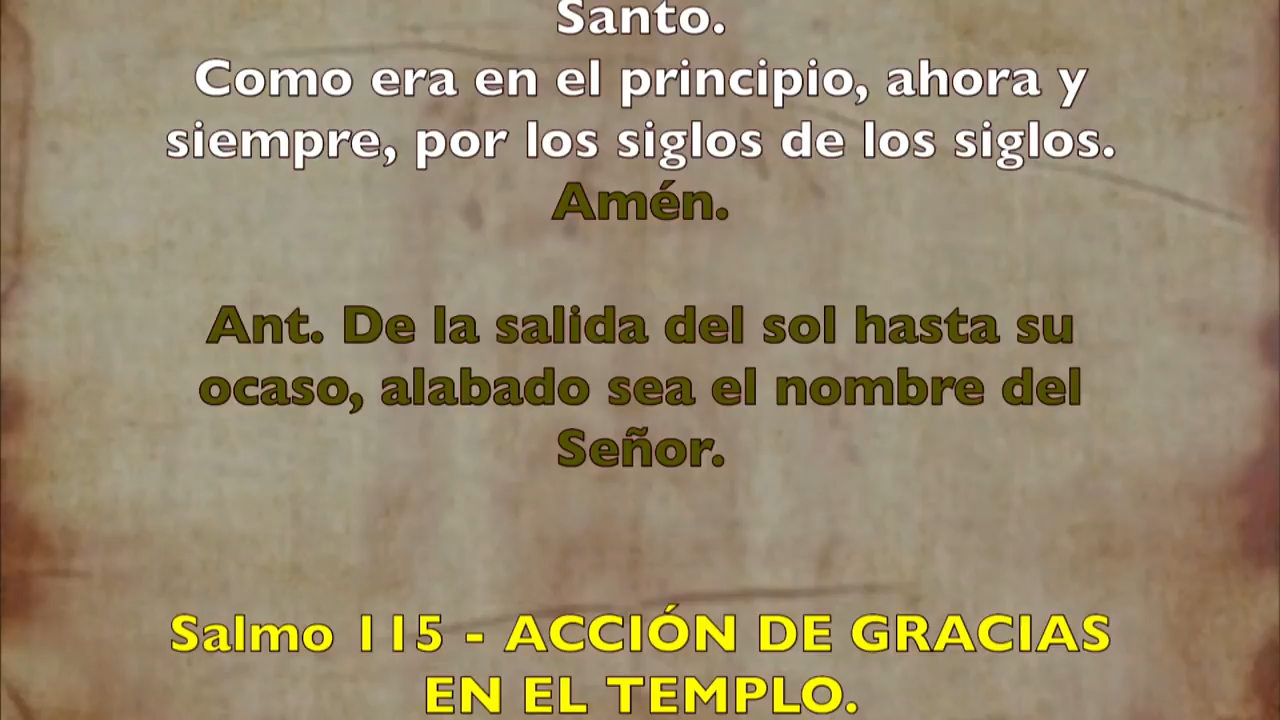 Santo.
Como era en el principio, ahora y
siempre, por los siglos de los siglos.
Amén.
Ant. De la salida del sol hasta su
ocaso, alabado sea el nombre del
Señor.
Salmo 115 - ACCIÓN DE GRACIAS
EN EL TEMPLO.